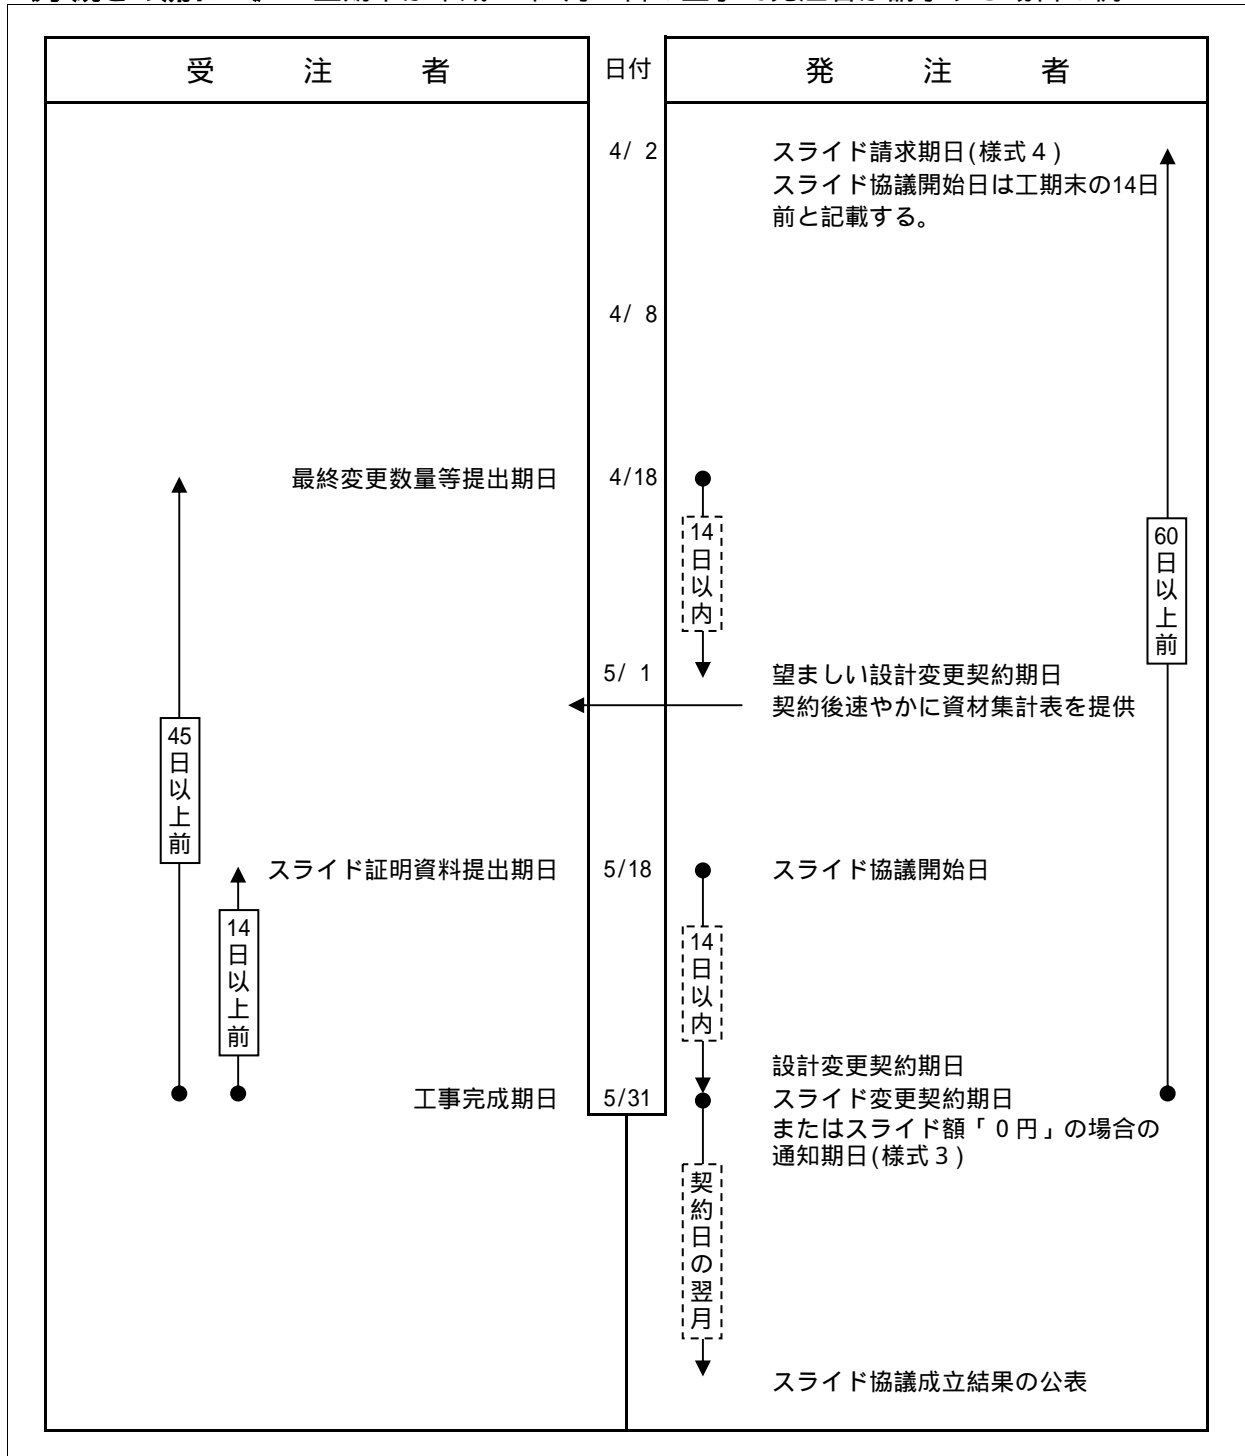 受注者 日付 発注者
4/ 2 スライド請求期日(様式４)
スライド協議開始日は工期末の14日
前と記載する。
4/ 8
最終変更数量等提出期日 4/18
14日以内
60日以上前
5/ 1 望ましい設計変更契約期日
契約後速やかに資材集計表を提供
45日以上前
スライド証明資料提出期日 5/18 スライド協議開始日
14日以上前
14日以内
設計変更契約期日
工事完成期日 5/31 スライド変更契約期日
またはスライド額「０円」の場合の
通知期日(様式３)
契約日の翌月
スライド協議成立結果の公表